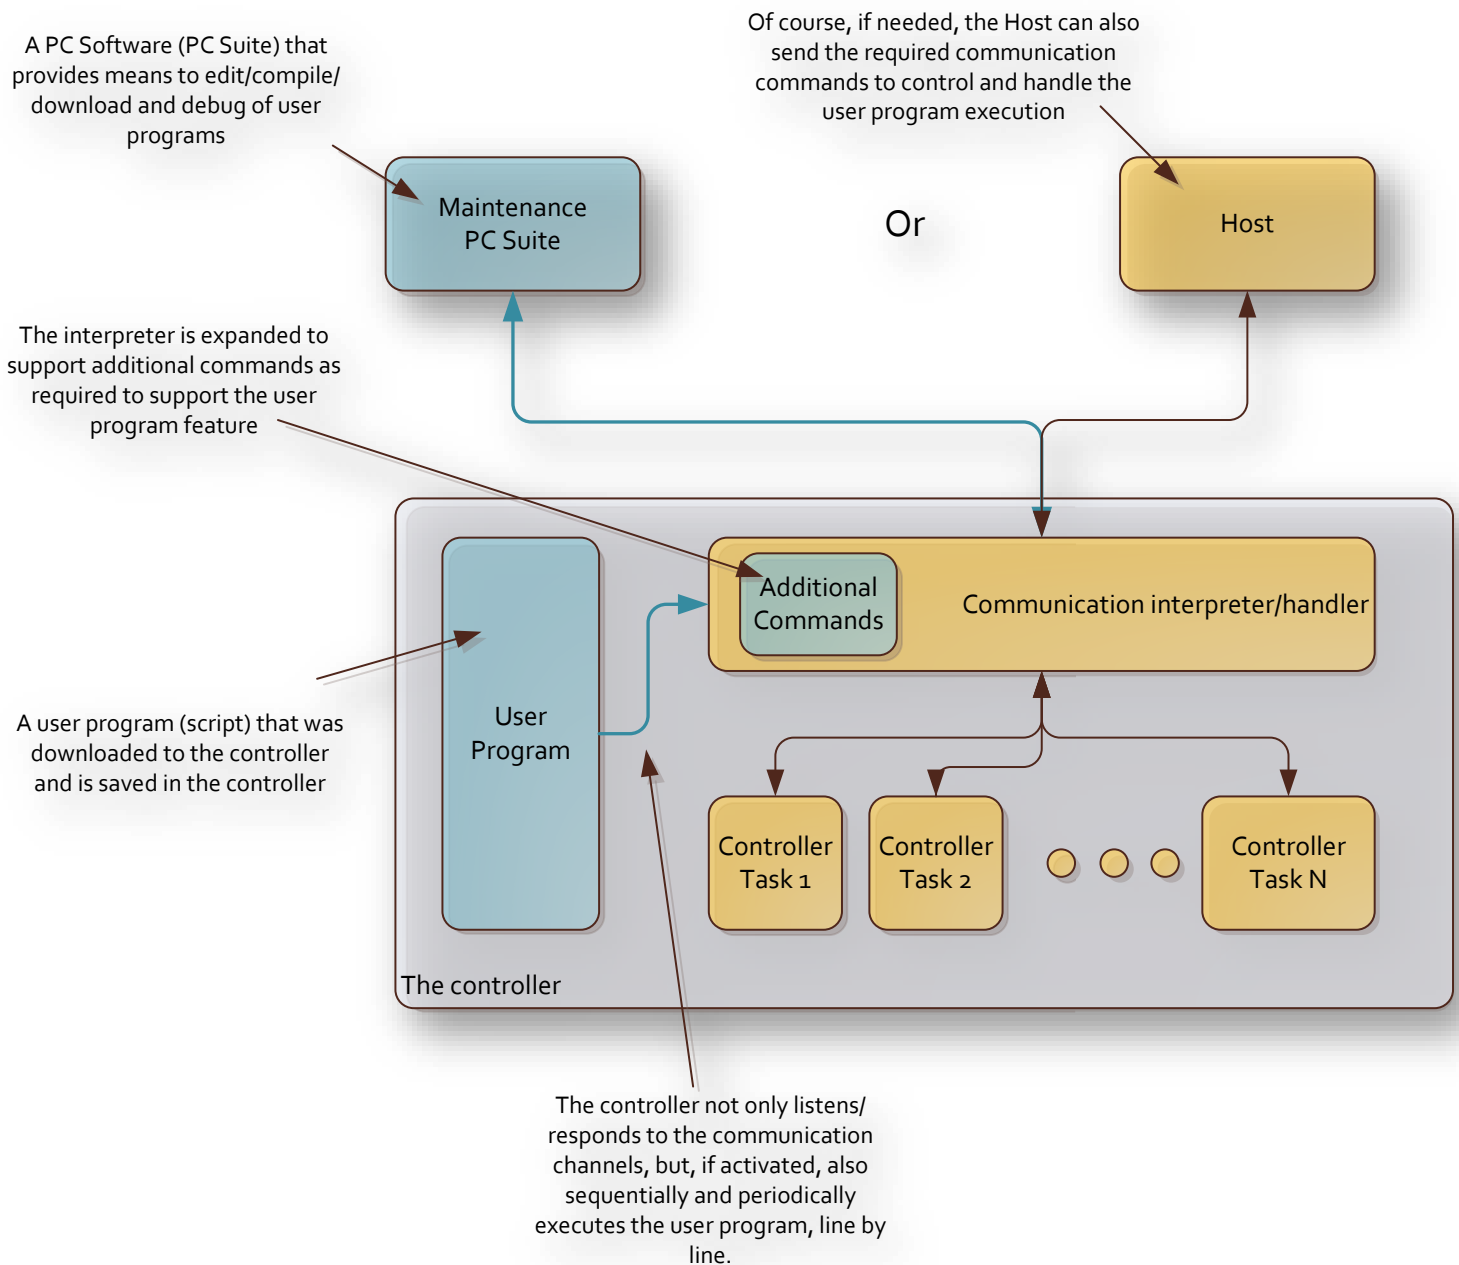 A PC Software (PC Suite) that
provides means to edit/compile/
download and debug of user
programs
Of course, if needed, the Host can also
send the required communication
commands to control and handle the
user program execution
Maintenance
PC Suite
Or
Host
The interpreter is expanded to
support additional commands as
required to support the user
program feature
Additional
Commands
Communication interpreter/handler
User
Program
A user program (script) that was
downloaded to the controller
and is saved in the controller
Controller
Task 1
Controller
Task 2
Controller
Task N
The controller
The controller not only listens/
responds to the communication
channels, but, if activated, also
sequentially and periodically
executes the user program, line by
line.